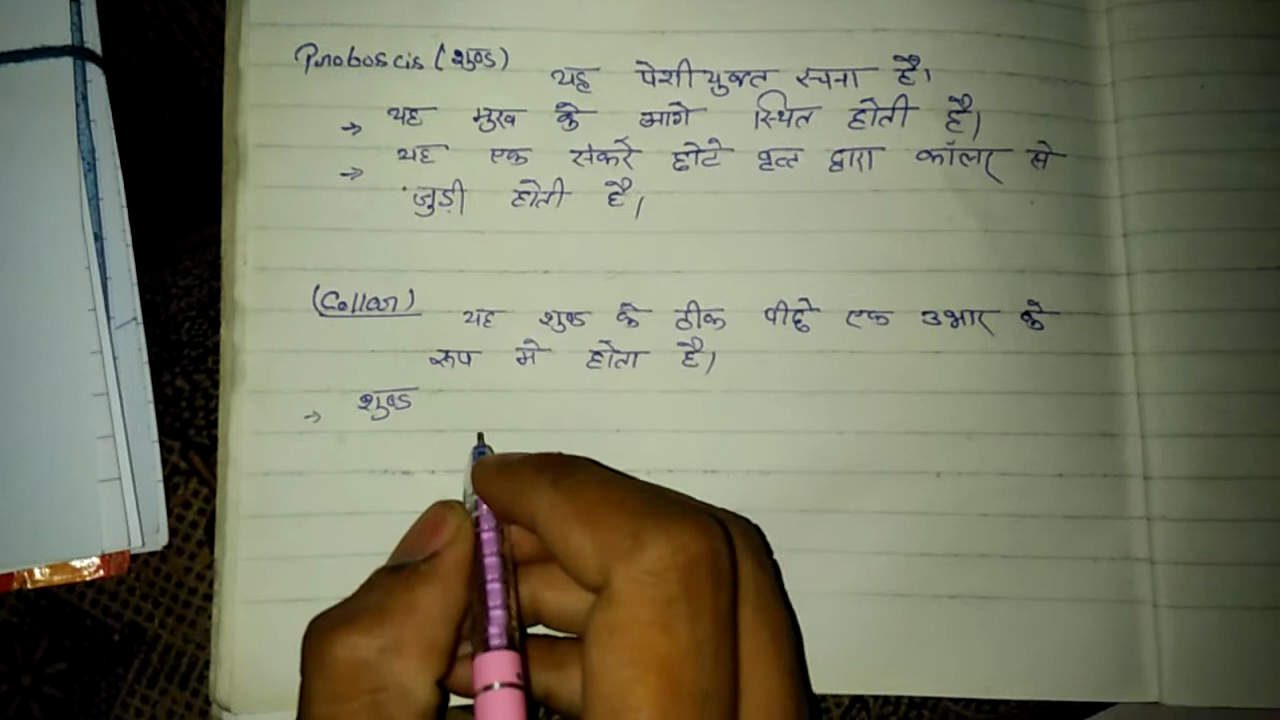 Proboscis (शुण्ड)
यह पेशीयुक्त रचना है।
→ यह मुख के आगे स्थित होती है।
→ यह एक संकरे छोटे वृन्त द्वारा कॉलर से
जुड़ी होती है।
(Collar) यह शुण्ड के ठीक पीछे एक उभार के
रूप मे होता है।
→ शुण्ड